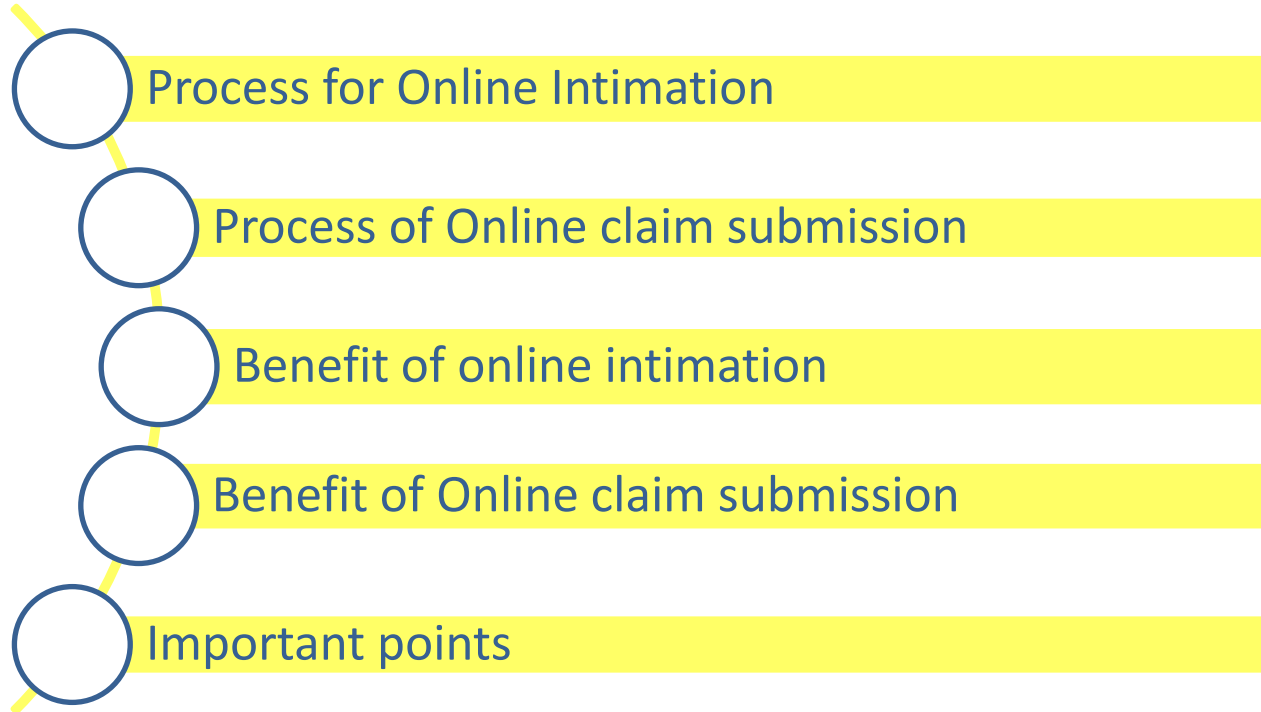 Process for Online Intimation
Process of Online claim submission
Benefit of online intimation
Benefit of Online claim submission
Important points